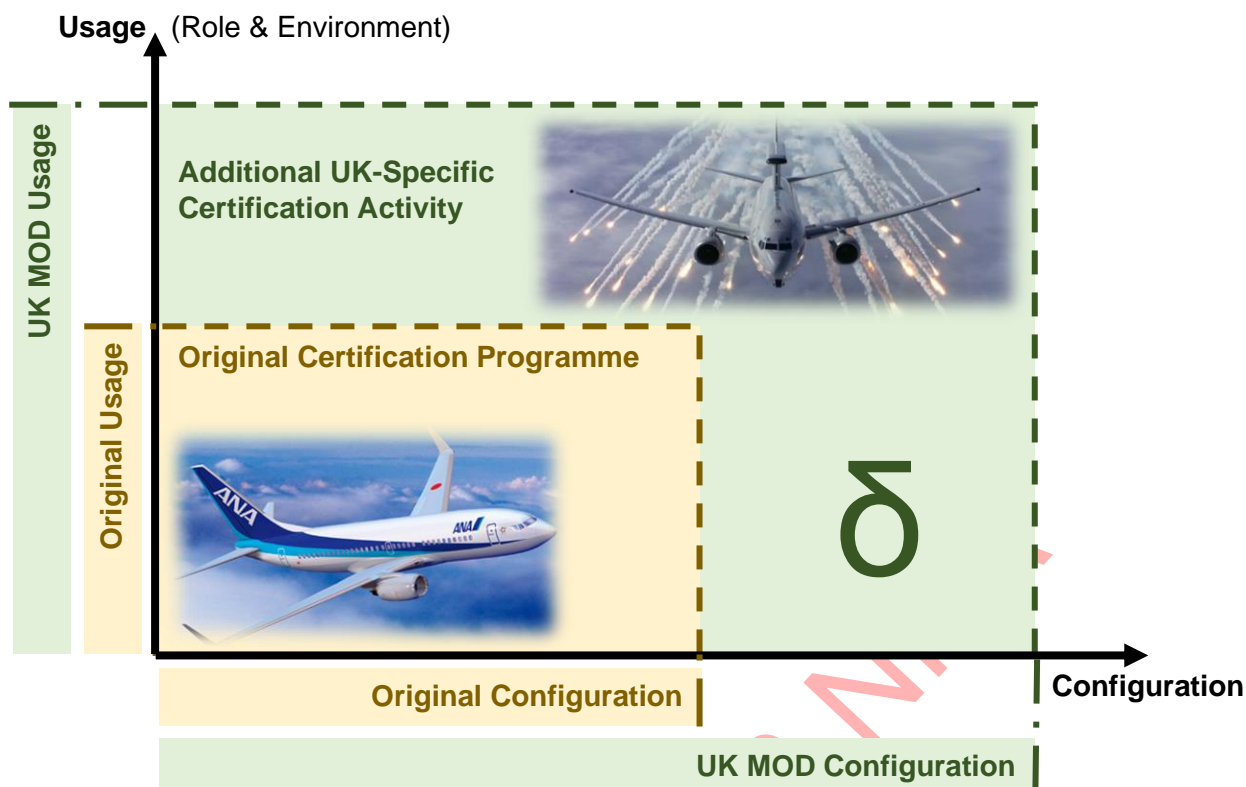 Usage (Role & Environment)
UK MOD Usage
Additional UK-Specific
Certification Activity
Original Usage
Original Certification Programme
ANA
ANA
δ
Configuration
Original Configuration
UK MOD Configuration